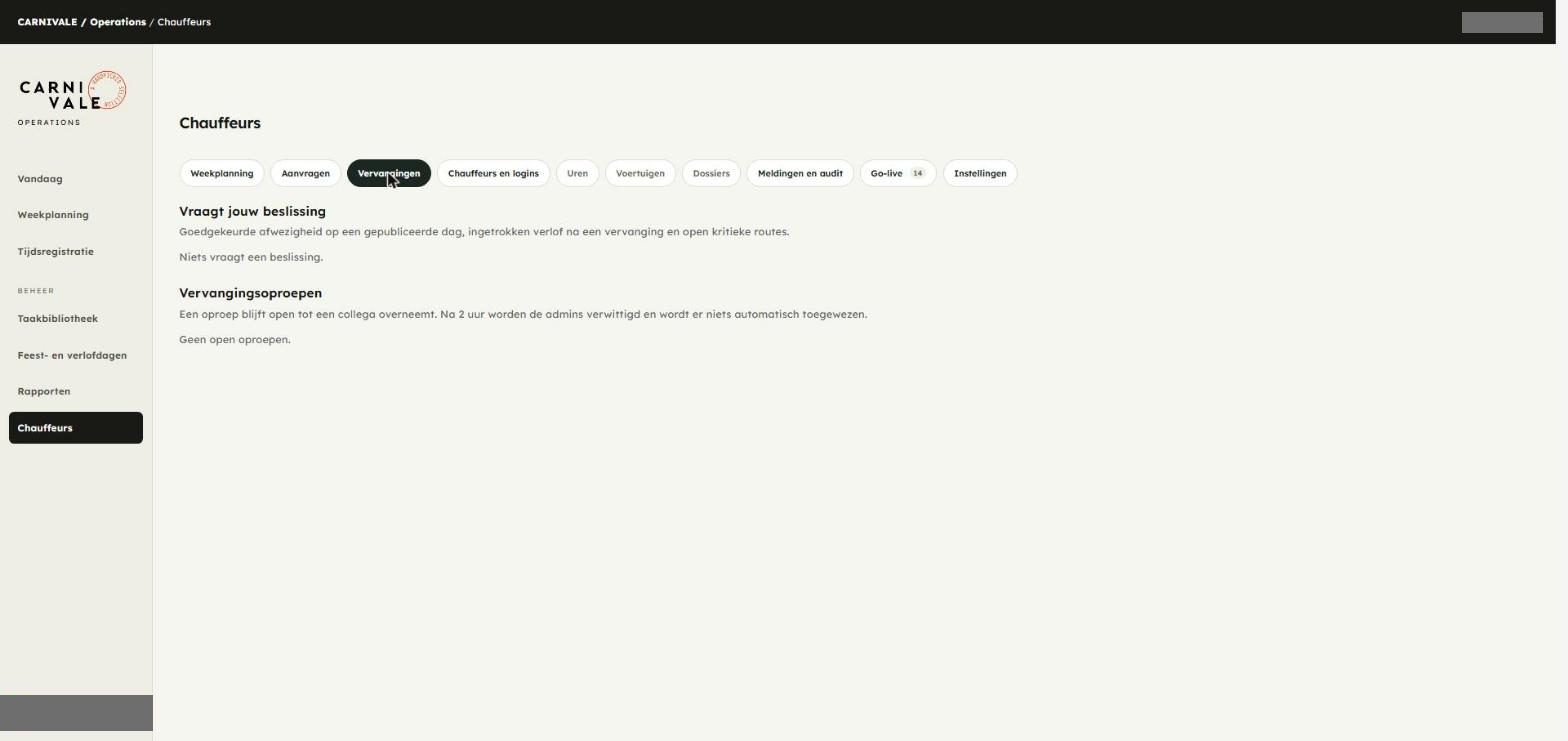 CARNIVALE / Operations / Chauffeurs
CARNI
VALE
A HANDPICKED SELECTION
OPERATIONS
Vandaag
Weekplanning
Tijdsregistratie
BEHEER
Taakbibliotheek
Feest- en verlofdagen
Rapporten
Chauffeurs
Chauffeurs
Weekplanning Aanvragen Vervangingen Chauffeurs en logins Uren Voertuigen Dossiers Meldingen en audit Go-live 14 Instellingen
Vraagt jouw beslissing
Goedgekeurde afwezigheid op een gepubliceerde dag, ingetrokken verlof na een vervanging en open kritieke routes.
Niets vraagt een beslissing.
Vervangingsoproepen
Een oproep blijft open tot een collega overneemt. Na 2 uur worden de admins verwittigd en wordt er niets automatisch toegewezen.
Geen open oproepen.